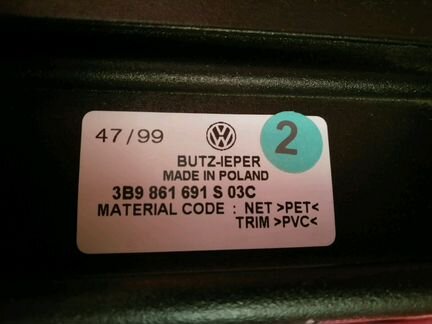 47/99
2
BUTZ-IEPER
MADE IN POLAND
3B9 861 691 S 03C
MATERIAL CODE : NET >PET<
TRIM >PVC<